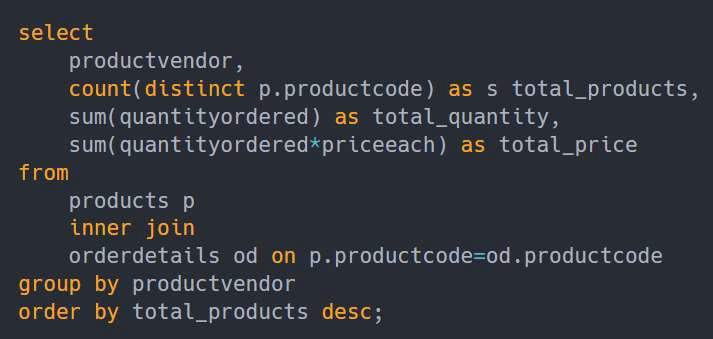 select
    productvendor,
    count(distinct p.productcode) as s total_products,
    sum(quantityordered) as total_quantity,
    sum(quantityordered*priceeach) as total_price
from
    products p
    inner join
    orderdetails od on p.productcode=od.productcode
group by productvendor
order by total_products desc;